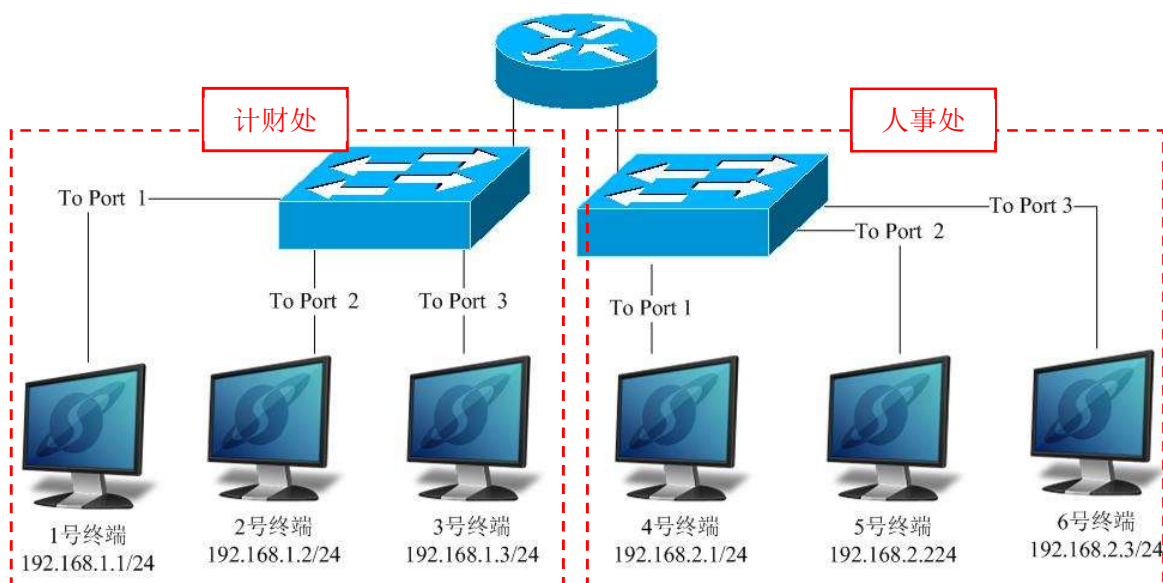 计财处
人事处
To Port 1
To Port 3
To Port 2
To Port 2
To Port 3
To Port 1
1号终端
192.168.1.1/24
2号终端
192.168.1.2/24
3号终端
192.168.1.3/24
4号终端
192.168.2.1/24
5号终端
192.168.2.224
6号终端
192.168.2.3/24